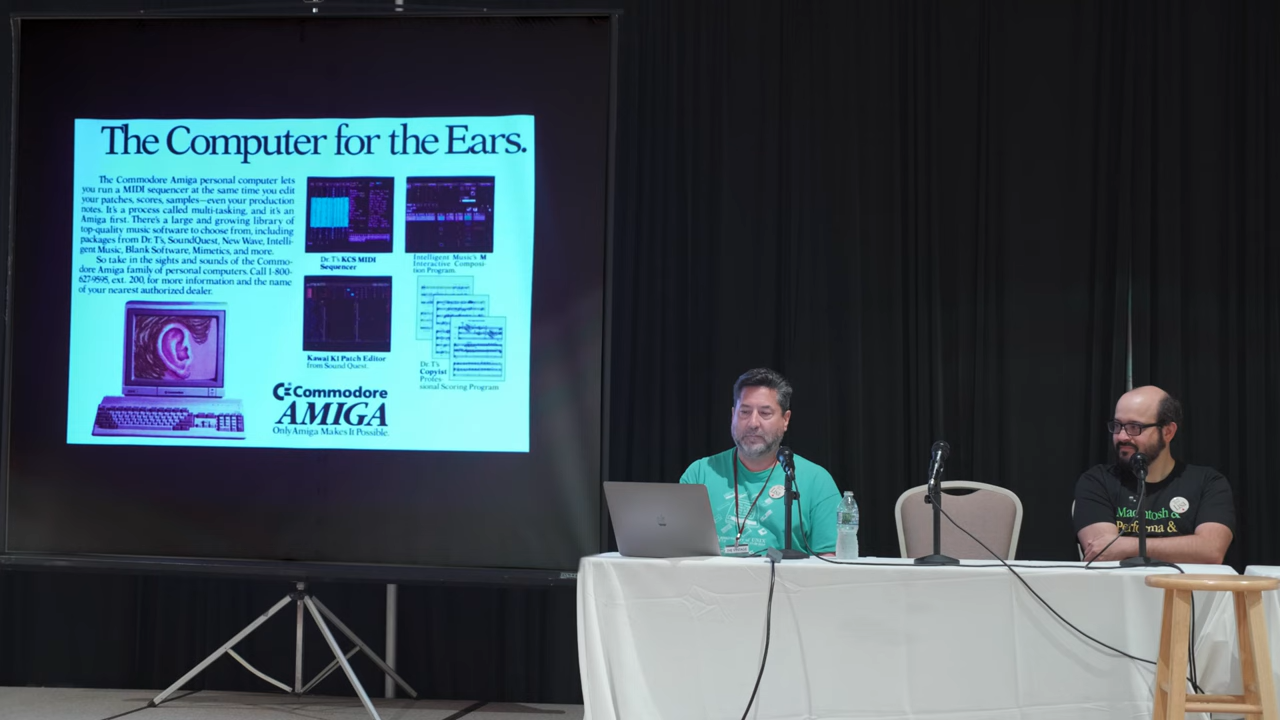 The Computer for the Ears.
The Commodore Amiga personal computer lets
you run a MIDI sequencer at the same time you edit
your patches, scores, samples—even your production
notes. It's a process called multi-tasking, and it's an
Amiga first. There's a large and growing library of
top-quality music software to choose from, including
packages from Dr. T's, SoundQuest, New Wave, Intelli-
gent Music, Blank Software, Mimetics, and more.
So take in the sights and sounds of the Commo-
dore Amiga family of personal computers. Call 1-800-
627-9595, ext. 200, for more information and the name
of your nearest authorized dealer.
Dr. T's KCS MIDI
Sequencer
Intelligent Music's M
Interactive Composi-
tion Program.
Kawai K1 Patch Editor
from Sound Quest.
Dr. T's
Copyist
Profes-
sional Scoring Program
Commodore
AMIGA
Only Amiga Makes It Possible.
Macintosh &
Performa &